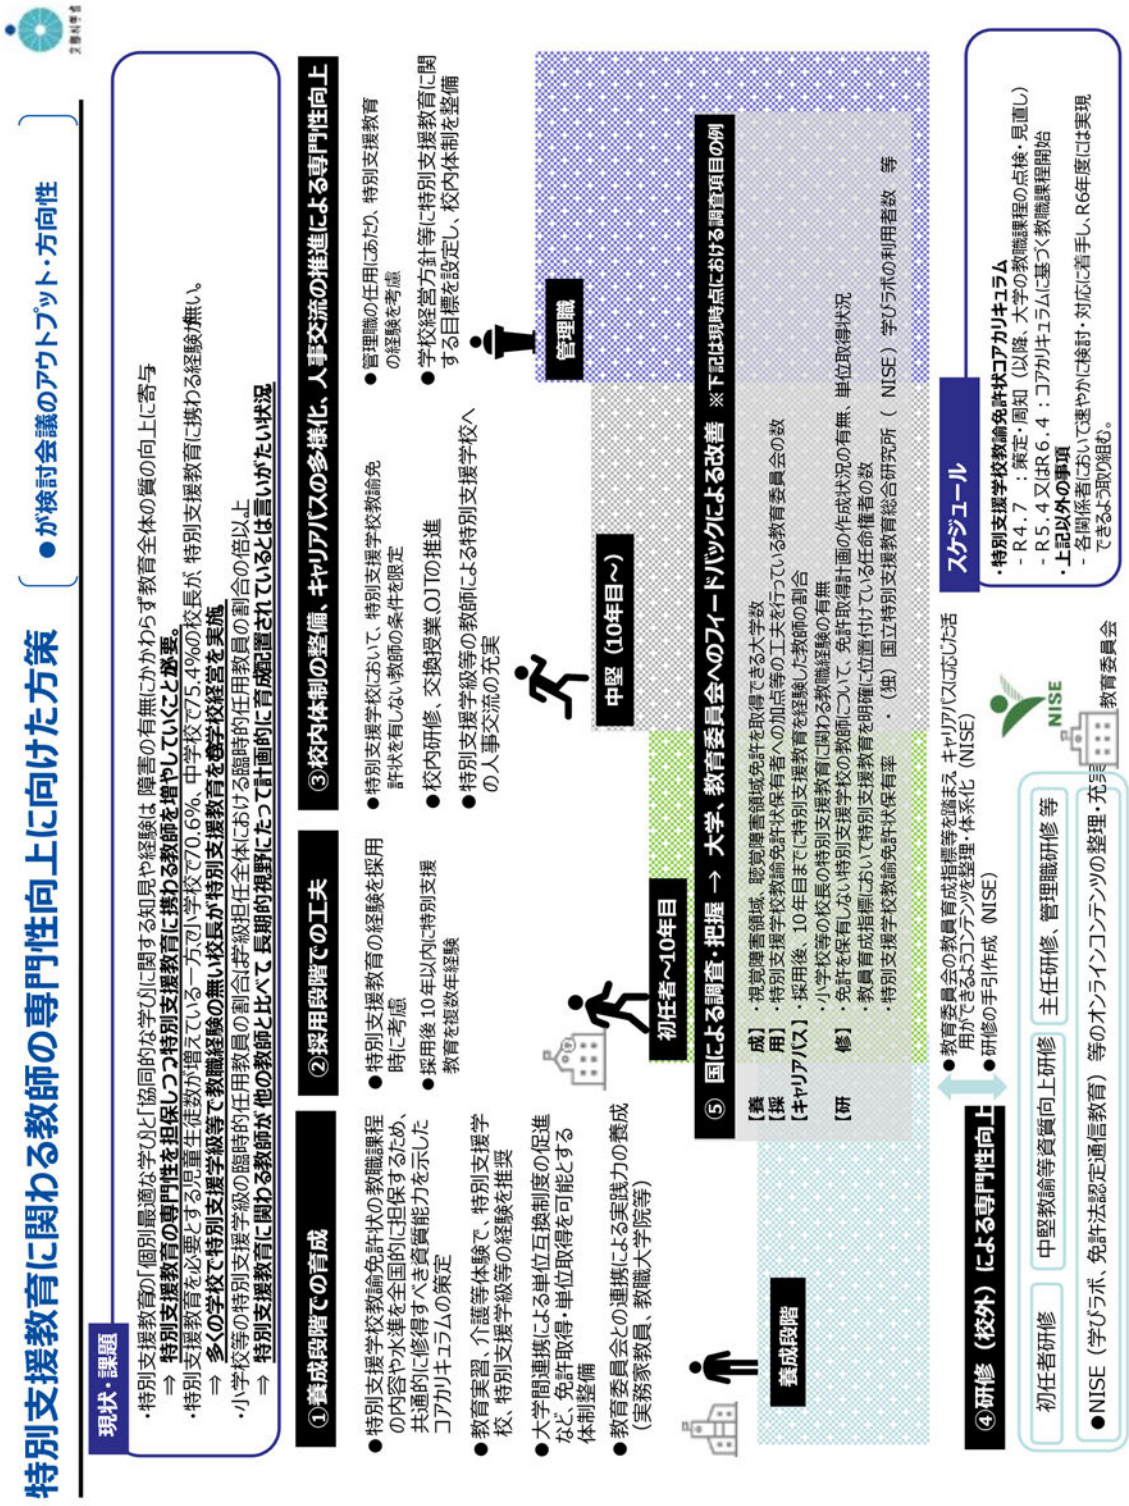 特別支援教育に関わる教師の専門性向上に向けた方策
●が検討会議のアウトプット・方向性
文部科学省
現状・課題
・特別支援教育の「個別最適な学び」と「協同的な学び」に関する知見や経験は、障害の有無にかかわらず教育全体の質の向上に寄与
⇒ 特別支援教育の専門性を担保しつつ特別支援教育に携わる教師を増やしていくこと必要。
・特別支援教育を必要とする児童生徒数が増えている一方で、小学校で70.6%、中学校で75.4%の校長が、特別支援教育に携わる経験が無い。
⇒ 多くの学校で特別支援学級等で教職経験の無い校長が特別支援教育を含む学校経営を実施
・小学校等の特別支援学級の臨時的任用教員の割合は学級担任全体における臨時的任用教員の割合の倍以上
⇒ 特別支援教育に関わる教師が他の教師と比べて、長期的視野にたって計画的に育成・配置されているとは言いがたい状況
①養成段階での育成
●特別支援学校教諭免許状の教職課程
の内容や水準を全国的に担保するため、
共通的に修得すべき資質能力を示した
コアカリキュラムの策定
●教育実習、介護等体験で、特別支援学
校、特別支援学級等の経験を推奨
●大学間連携による単位互換制度の促進
など、免許取得・単位取得を可能とする
体制整備
●教育委員会との連携による実践力の養成
（実務家教員、教職大学院等）
②採用段階での工夫
●特別支援教育の経験を採用
時に考慮
●採用後10年以内に特別支援
教育を複数年経験
③校内体制の整備、キャリアパスの多様化、人事交流の推進による専門性向上
●特別支援学校において、特別支援学校教諭免
許状を有しない教師の条件を限定
●校内研修、交換授業、OJTの推進
●特別支援学級等の教師による特別支援学校へ
の人事交流の充実
●管理職の任用にあたり、特別支援教育
の経験を考慮
●学校経営方針等に特別支援教育に関
する目標を設定し、校内体制を整備
養成段階
初任者～10年目
中堅（10年目～）
管理職
⑤ 国による調査・把握 → 大学、教育委員会へのフィードバックによる改善 ※下記は現時点における調査項目の例
【養 成】・視覚障害領域、聴覚障害領域免許を取得できる大学数
【採 用】・特別支援学校教諭免許状保有者への加点等の工夫を行っている教育委員会の数
【キャリアパス】・採用後、10年目までに特別支援教育を経験した教師の割合
・小学校等の校長の特別支援教育に関わる教職経験の有無
【研 修】・免許を保有しない特別支援学校の教師について、免許取得計画の作成状況の有無、単位取得状況
・教員育成指標において特別支援教育を明確に位置付けている任命権者の数
・特別支援学校教諭免許状保有率 ・（独）国立特別支援教育総合研究所（ NISE ）学びラボの利用者数 等
④研修（校外）による専門性向上
●教育委員会の教員育成指標等を踏まえ、キャリアパスに応じた活
用ができるようコンテンツを整理・体系化（NISE）
●研修の手引作成（NISE）
初任者研修
中堅教諭等資質向上研修
主任研修、管理職研修 等
●NISE（学びラボ、免許法認定通信教育）等のオンラインコンテンツの整理・充実
NISE
教育委員会
スケジュール
・特別支援学校教諭免許状コアカリキュラム
- R4.7 ：策定・周知（以降、大学の教職課程の点検・見直し）
- R5.4又はR6.4：コアカリキュラムに基づく教職課程開始
・上記以外の事項
- 各関係者において速やかに検討・対応に着手し、R6年度には実現
できるよう取り組む。